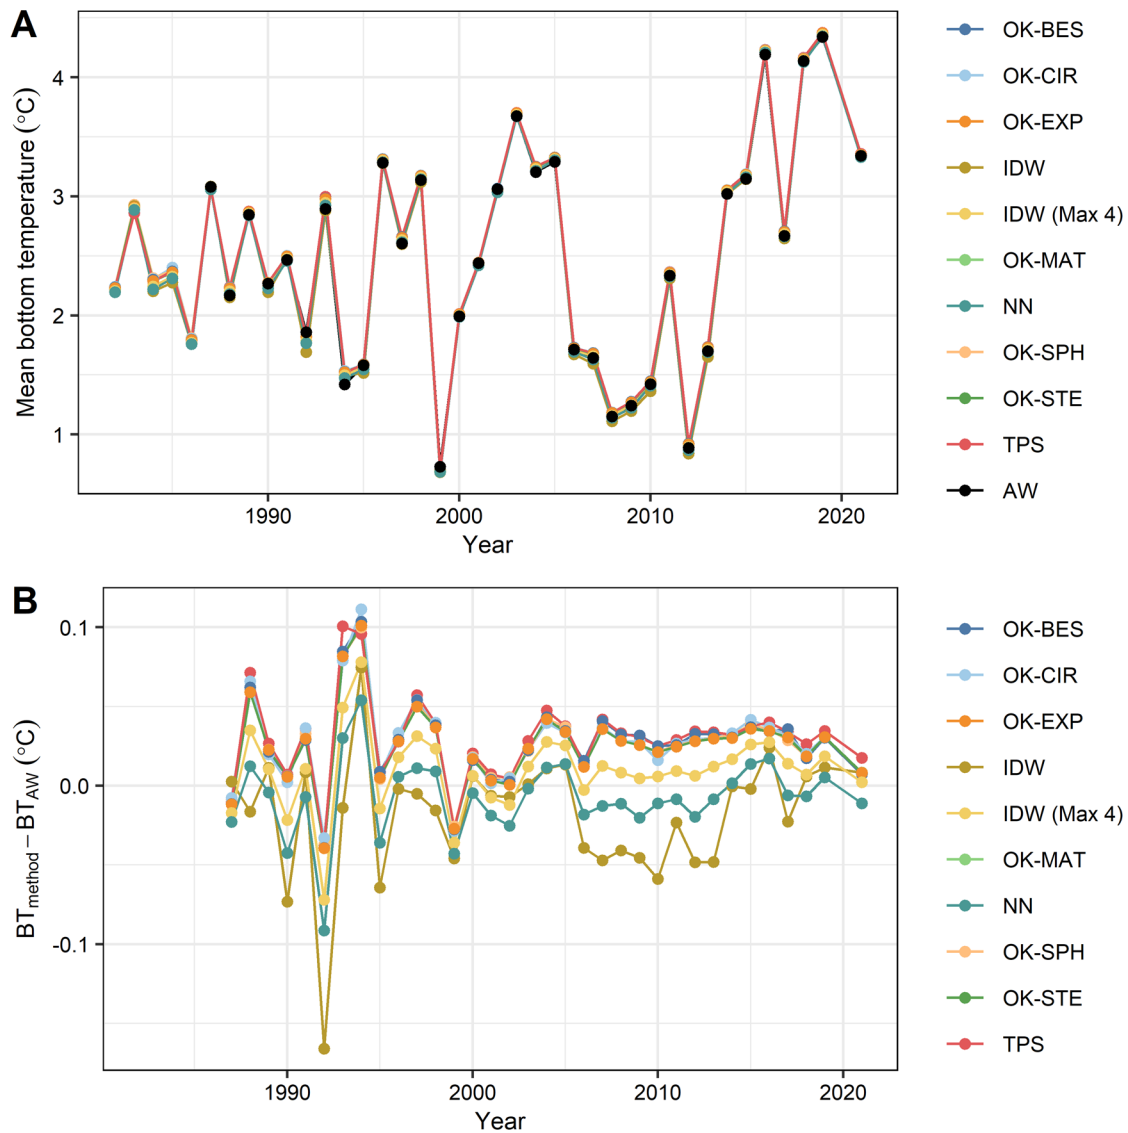 A
Mean bottom temperature (°C)
4
3
2
1
1990 2000 2010 2020
Year
OK-BES
OK-CIR
OK-EXP
IDW
IDW (Max 4)
OK-MAT
NN
OK-SPH
OK-STE
TPS
AW
B
BTmethod − BTAW (°C)
0.1
0.0
-0.1
1990 2000 2010 2020
Year
OK-BES
OK-CIR
OK-EXP
IDW
IDW (Max 4)
OK-MAT
NN
OK-SPH
OK-STE
TPS